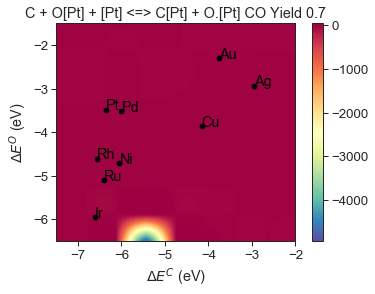 C + O[Pt] + [Pt] <=> C[Pt] + O.[Pt] CO Yield 0.7
−2
−3
−4
−5
−6
ΔE^O (eV)
Au
Ag
Pt
Pd
Cu
Rh
Ni
Ru
Ir
−7
−6
−5
−4
−3
−2
ΔE^C (eV)
0
−1000
−2000
−3000
−4000